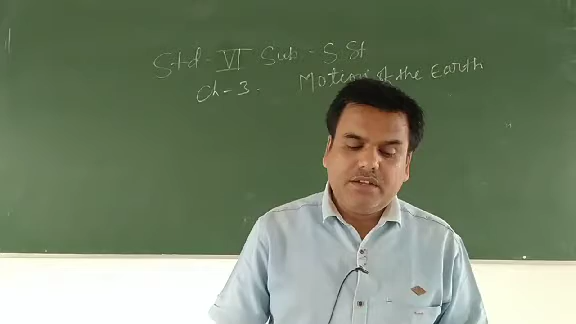 Std - VI Sub - S.St
Ch - 3. Motion of the Earth